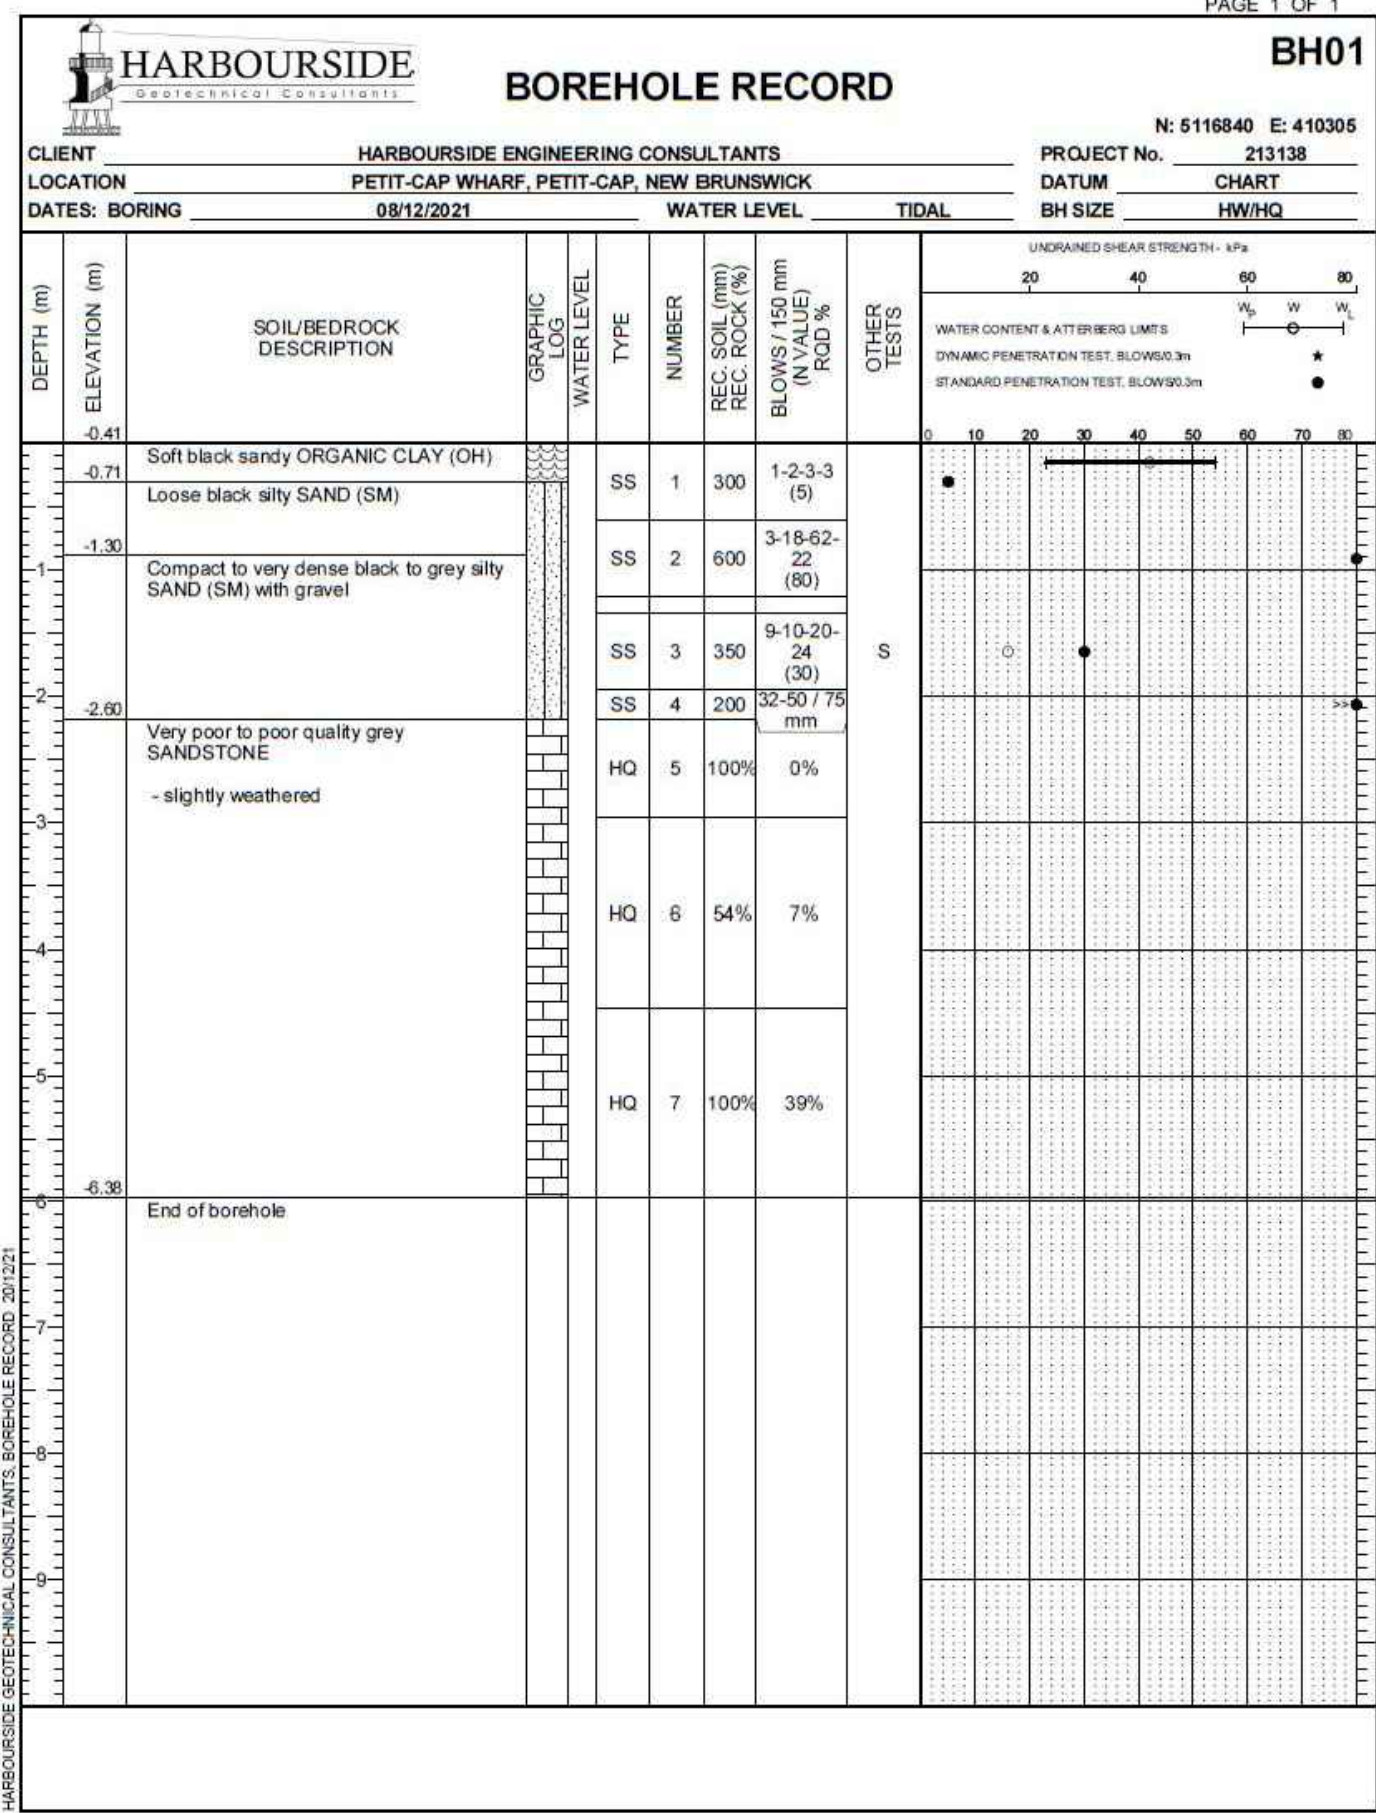 PAGE 1 OF 1
HARBOURSIDE
Geotechnical Consultants
BOREHOLE RECORD
BH01
N: 5116840 E: 410305
CLIENT HARBOURSIDE ENGINEERING CONSULTANTS PROJECT No. 213138
LOCATION PETIT-CAP WHARF, PETIT-CAP, NEW BRUNSWICK DATUM CHART
DATES: BORING 08/12/2021 WATER LEVEL TIDAL BH SIZE HW/HQ
DEPTH (m)
ELEVATION (m)
SOIL/BEDROCK
DESCRIPTION
GRAPHIC
LOG
WATER LEVEL
TYPE
NUMBER
REC. SOIL (mm)
REC. ROCK (%)
BLOWS / 150 mm
(N VALUE)
RQD %
OTHER
TESTS
UNDRAINED SHEAR STRENGTH - kPa
20 40 60 80
WP W WL
WATER CONTENT & ATTERBERG LIMITS
DYNAMIC PENETRATION TEST, BLOWS/0.3m ★
STANDARD PENETRATION TEST, BLOWS/0.3m ●
-0.41
0 10 20 30 40 50 60 70 80
Soft black sandy ORGANIC CLAY (OH)
-0.71
SS 1 300 1-2-3-3
(5)
Loose black silty SAND (SM)
-1.30
SS 2 600 3-18-62-
22
(80)
1
Compact to very dense black to grey silty
SAND (SM) with gravel
SS 3 350 9-10-20-
24
(30)
S
2
-2.60
SS 4 200 32-50 / 75
mm
>>
Very poor to poor quality grey
SANDSTONE
- slightly weathered
HQ 5 100% 0%
3
HQ 6 54% 7%
4
5
HQ 7 100% 39%
-6.38
6
End of borehole
7
8
9
HARBOURSIDE GEOTECHNICAL CONSULTANTS, BOREHOLE RECORD 20/12/21